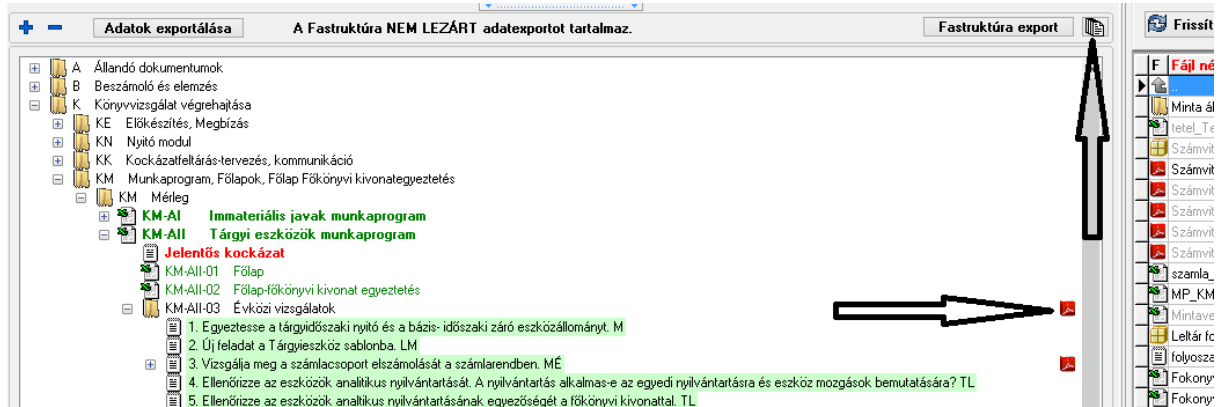 Adatok exportálása A Fastruktúra NEM LEZÁRT adatexportot tartalmaz. Fastruktúra export Frissít
A Állandó dokumentumok
B Beszámoló és elemzés
K Könyvvizsgálat végrehajtása
KE Előkészítés, Megbízás
KN Nyitó modul
KK Kockázatfeltárás-tervezés, kommunikáció
KM Munkaprogram, Főlapok, Főlap Főkönyvi kivonategyeztetés
KM Mérleg
KM-AI Immateriális javak munkaprogram
KM-AII Tárgyi eszközök munkaprogram
Jelentős kockázat
KM-AII-01 Főlap
KM-AII-02 Főlap-főkönyvi kivonat egyeztetés
KM-AII-03 Évközi vizsgálatok
1. Egyeztesse a tárgyidőszaki nyitó és a bázis- időszaki záró eszközállományt. M
2. Új feladat a Tárgyieszköz sablonba. LM
3. Vizsgálja meg a számlacsoport elszámolását a számlarendben. MÉ
4. Ellenőrizze az eszközök analitikus nyilvántartását. A nyilvántartás alkalmas-e az egyedi nyilvántartásra és eszköz mozgások bemutatására? TL
5. Ellenőrizze az eszközök analtikus nyilvántartásának egyezőségét a főkönyvi kivonattal. TL
F Fájl né
..
Minta ál
tetel_Te
Számvit
Számvit
Számvit
Számvit
Számvit
Számvit
szamla_
MP_KM
Mintave
Leltár fo
folyosza
Fokony
Fokony